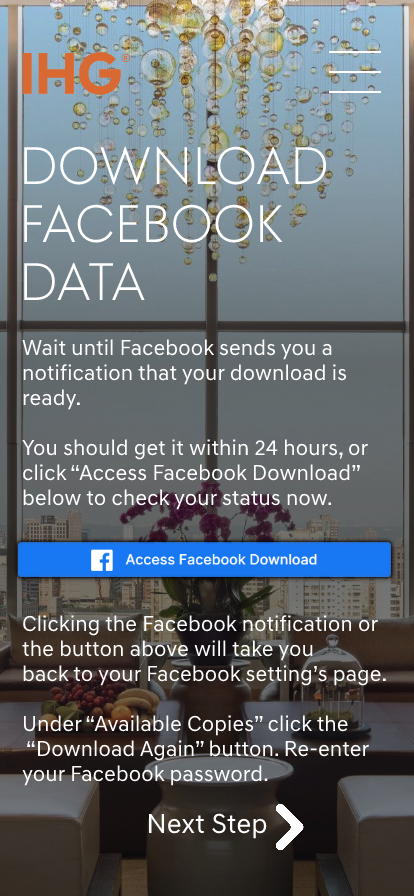 IHG®
DOWNLOAD
FACEBOOK
DATA
Wait until Facebook sends you a
notification that your download is
ready.
You should get it within 24 hours, or
click “Access Facebook Download”
below to check your status now.
Access Facebook Download
Clicking the Facebook notification or
the button above will take you
back to your Facebook setting’s page.
Under “Available Copies” click the
“Download Again” button. Re-enter
your Facebook password.
Next Step